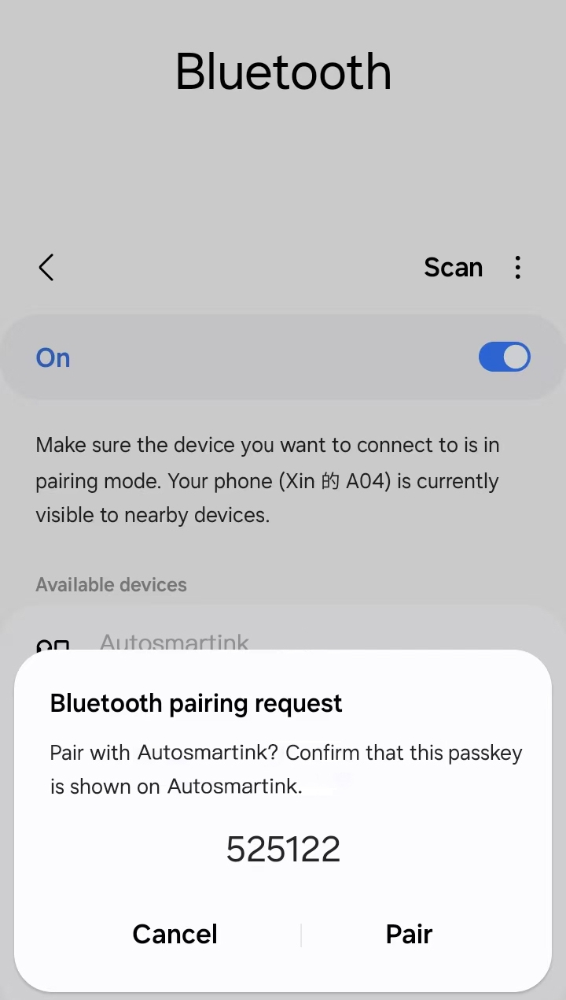 Bluetooth
Scan
On
Make sure the device you want to connect to is in
pairing mode. Your phone (Xin 的 A04) is currently
visible to nearby devices.
Available devices
Autosmartink
Bluetooth pairing request
Pair with Autosmartink? Confirm that this passkey
is shown on Autosmartink.
525122
Cancel
Pair